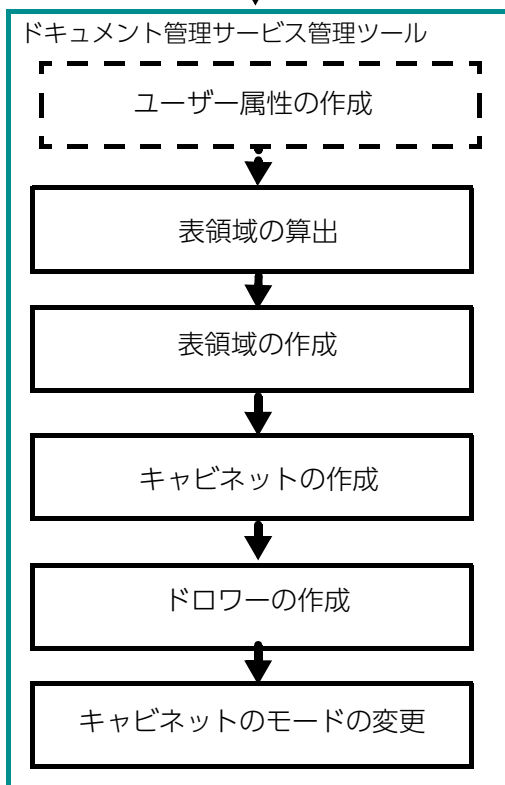 ドキュメント管理サービス管理ツール
ユーザー属性の作成
表領域の算出
表領域の作成
キャビネットの作成
ドロワーの作成
キャビネットのモードの変更